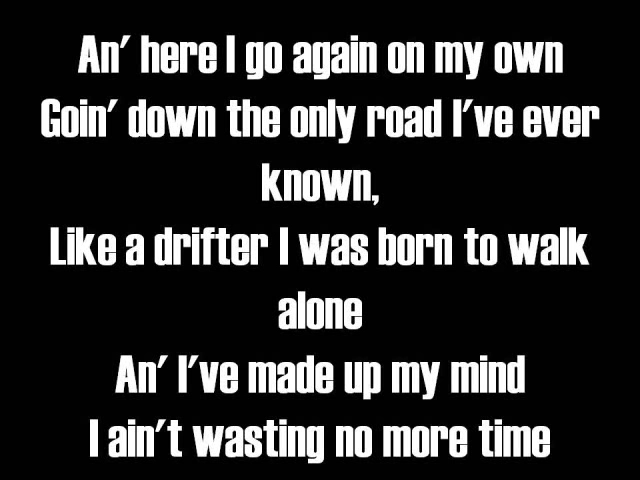 An' here I go again on my own
Goin' down the only road I've ever
known,
Like a drifter I was born to walk
alone
An' I've made up my mind
I ain't wasting no more time